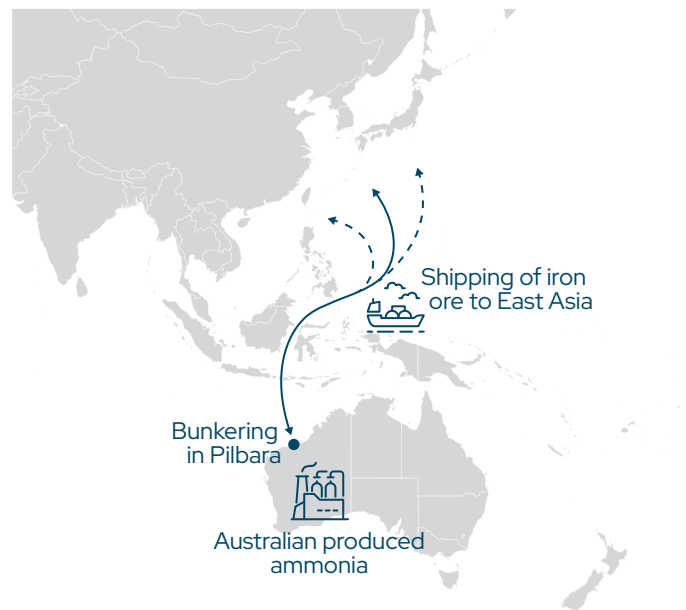 Shipping of iron
ore to East Asia
Bunkering
in Pilbara
Australian produced
ammonia